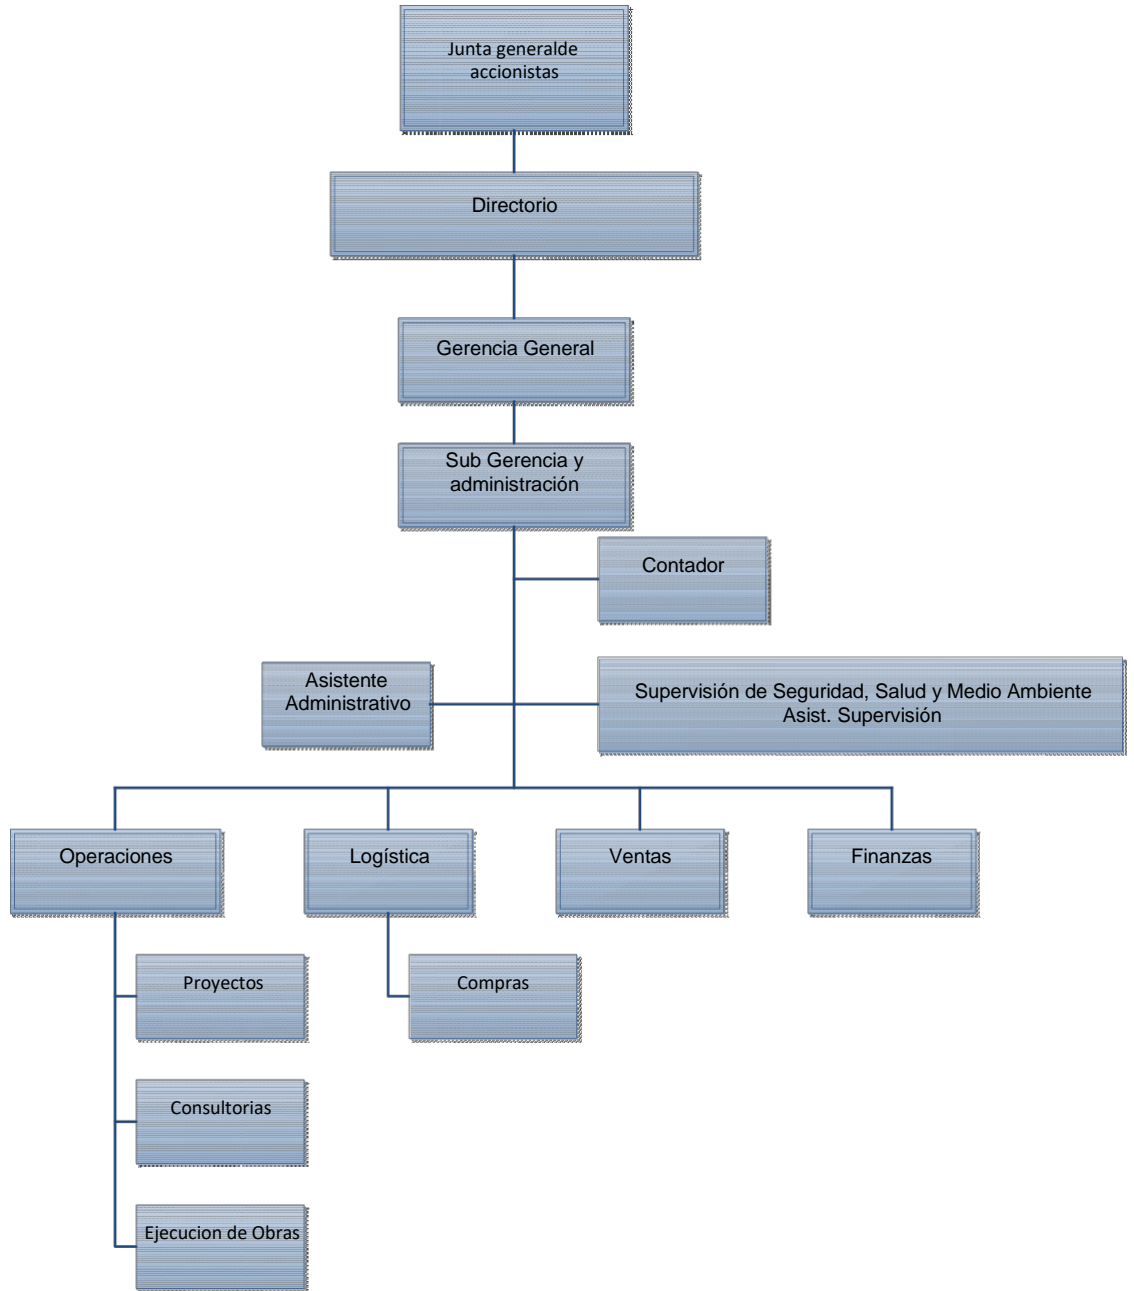 Junta generalde
accionistas
Directorio
Gerencia General
Sub Gerencia y
administración
Contador
Asistente
Administrativo
Supervisión de Seguridad, Salud y Medio Ambiente
Asist. Supervisión
Operaciones
Logística
Ventas
Finanzas
Proyectos
Compras
Consultorias
Ejecucion de Obras